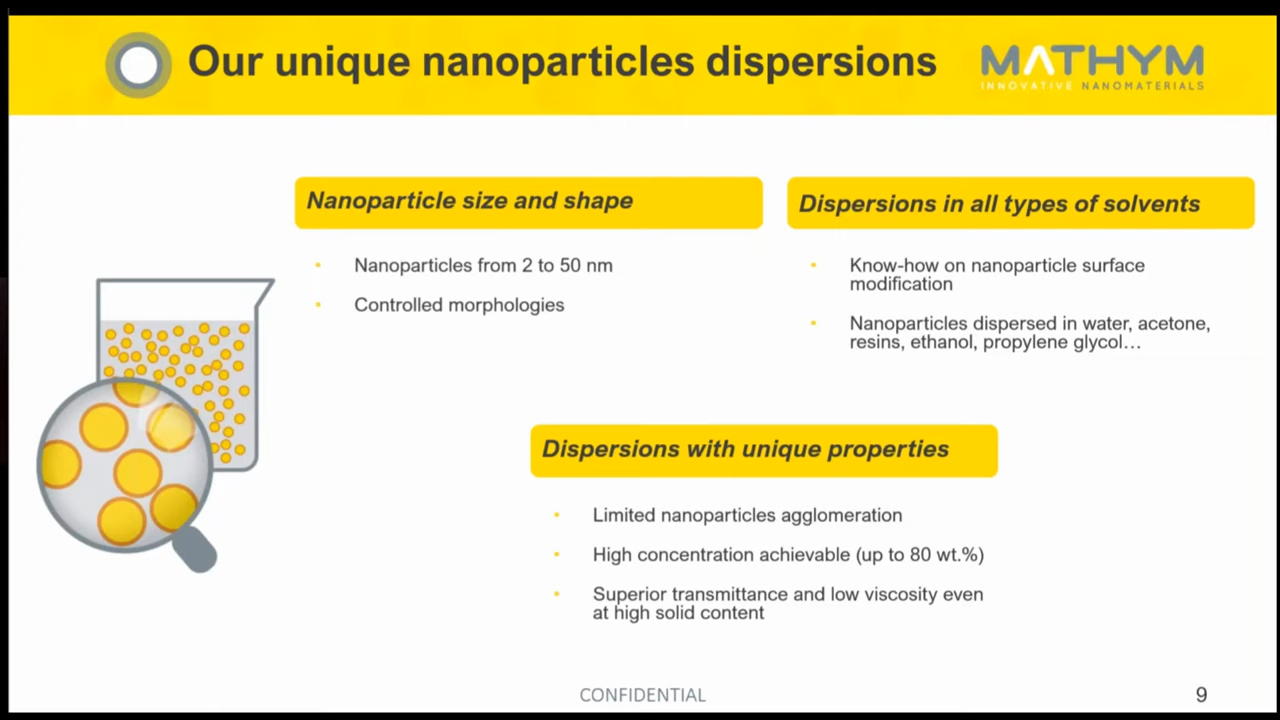 Our unique nanoparticles dispersions
MATHYM
INNOVATIVE NANOMATERIALS
Nanoparticle size and shape
• Nanoparticles from 2 to 50 nm
• Controlled morphologies
Dispersions in all types of solvents
• Know-how on nanoparticle surface
modification
• Nanoparticles dispersed in water, acetone,
resins, ethanol, propylene glycol…
Dispersions with unique properties
• Limited nanoparticles agglomeration
• High concentration achievable (up to 80 wt.%)
• Superior transmittance and low viscosity even
at high solid content
CONFIDENTIAL
9